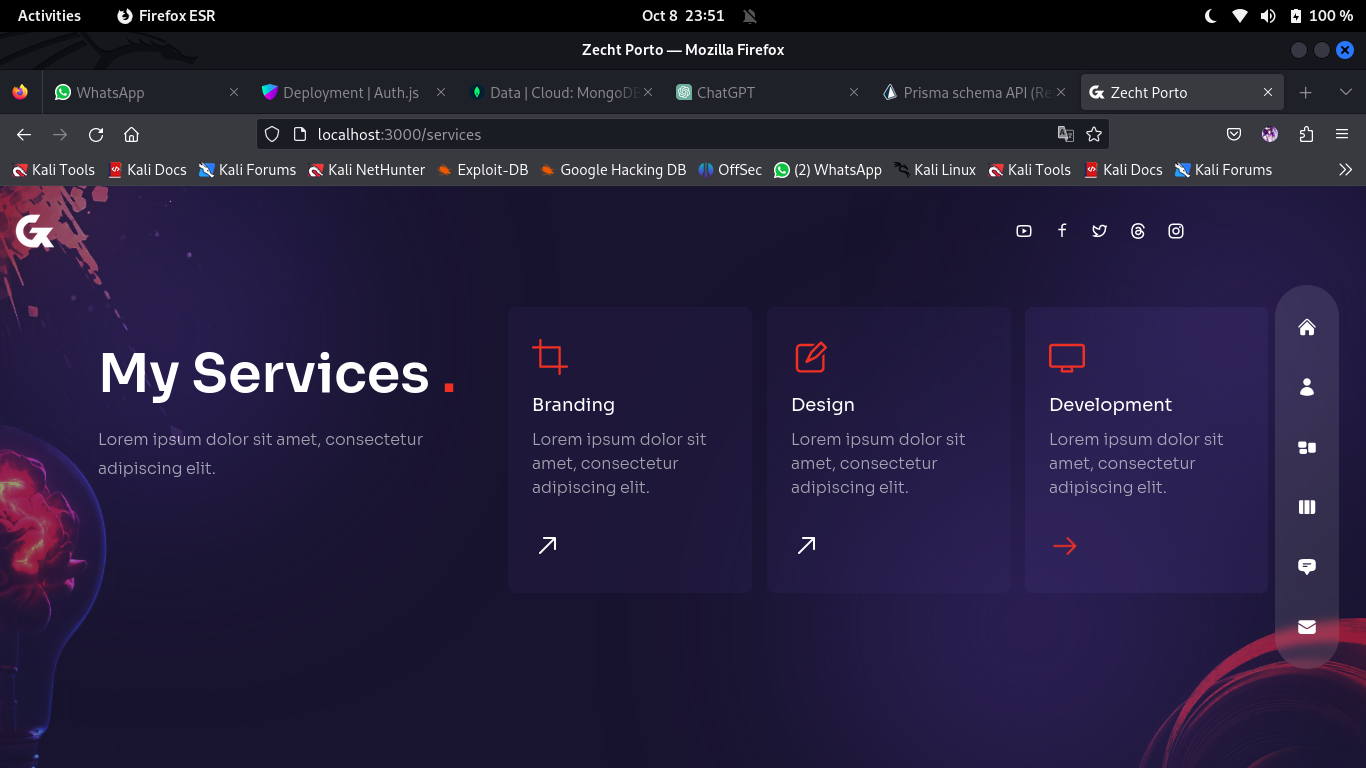 Activities
Firefox ESR
Oct 8 23:51
100 %
Zecht Porto — Mozilla Firefox
WhatsApp
Deployment | Auth.js
Data | Cloud: MongoDB
ChatGPT
Prisma schema API (Re
Zecht Porto
localhost:3000/services
Kali Tools
Kali Docs
Kali Forums
Kali NetHunter
Exploit-DB
Google Hacking DB
OffSec
(2) WhatsApp
Kali Linux
Kali Tools
Kali Docs
Kali Forums
My Services .
Lorem ipsum dolor sit amet, consectetur
adipiscing elit.
Branding
Lorem ipsum dolor sit
amet, consectetur
adipiscing elit.
Design
Lorem ipsum dolor sit
amet, consectetur
adipiscing elit.
Development
Lorem ipsum dolor sit
amet, consectetur
adipiscing elit.